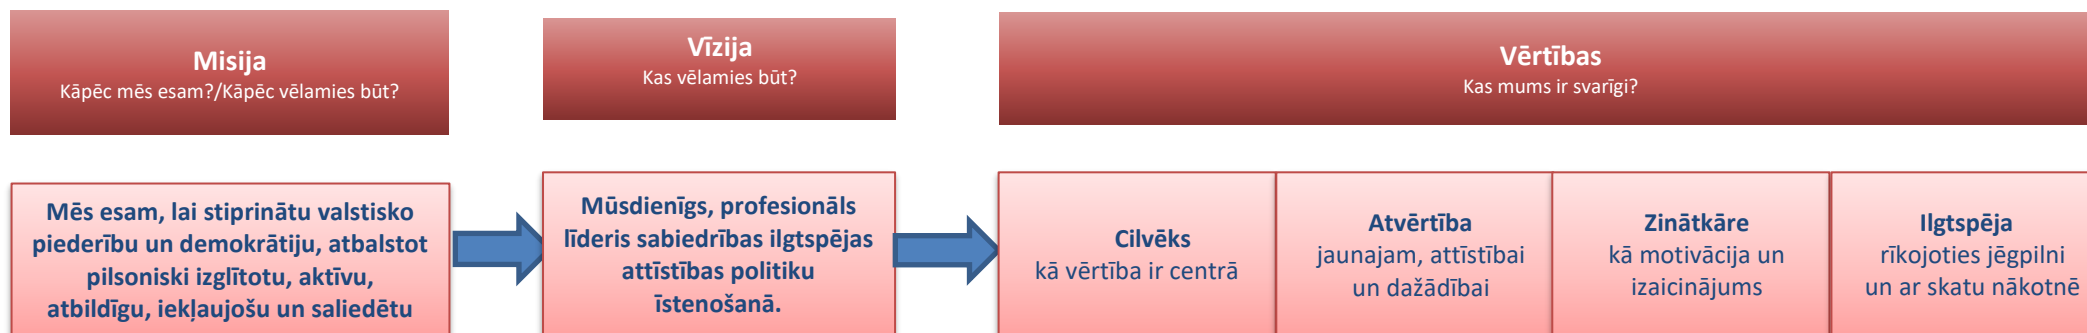 Misija
Kāpēc mēs esam?/Kāpēc vēlamies būt?
Vīzija
Kas vēlamies būt?
Vērtības
Kas mums ir svarīgi?
Mēs esam, lai stiprinātu valstisko
piederību un demokrātiju, atbalstot
pilsoniski izglītotu, aktīvu,
atbildīgu, iekļaujošu un saliedētu
Mūsdienīgs, profesionāls
līderis sabiedrības ilgtspējas
attīstības politiku
īstenošanā.
Cilvēks
kā vērtība ir centrā
Atvērtība
jaunajam, attīstībai
un dažādībai
Zinātkāre
kā motivācija un
izaicinājums
Ilgtspēja
rīkojoties jēgpilni
un ar skatu nākotnē